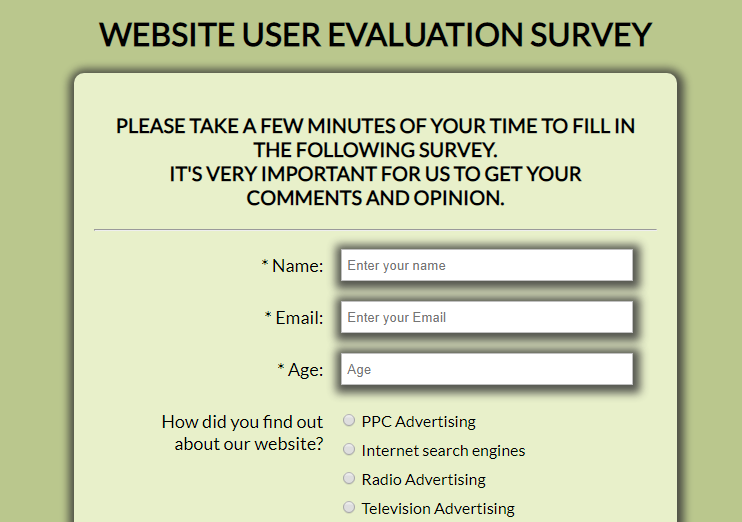 WEBSITE USER EVALUATION SURVEY
PLEASE TAKE A FEW MINUTES OF YOUR TIME TO FILL IN
THE FOLLOWING SURVEY.
IT'S VERY IMPORTANT FOR US TO GET YOUR
COMMENTS AND OPINION.
* Name: Enter your name
* Email: Enter your Email
* Age: Age
How did you find out
about our website?
PPC Advertising
Internet search engines
Radio Advertising
Television Advertising